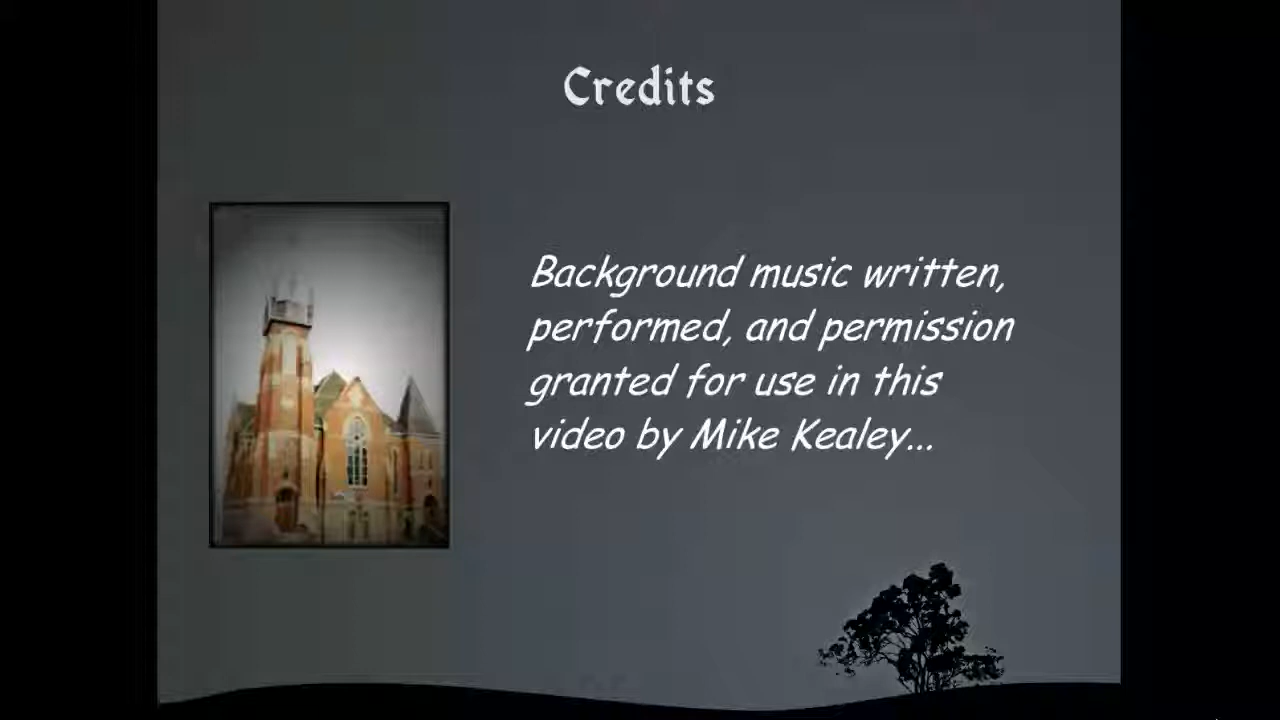 Credits
Background music written,
performed, and permission
granted for use in this
video by Mike Kealey...